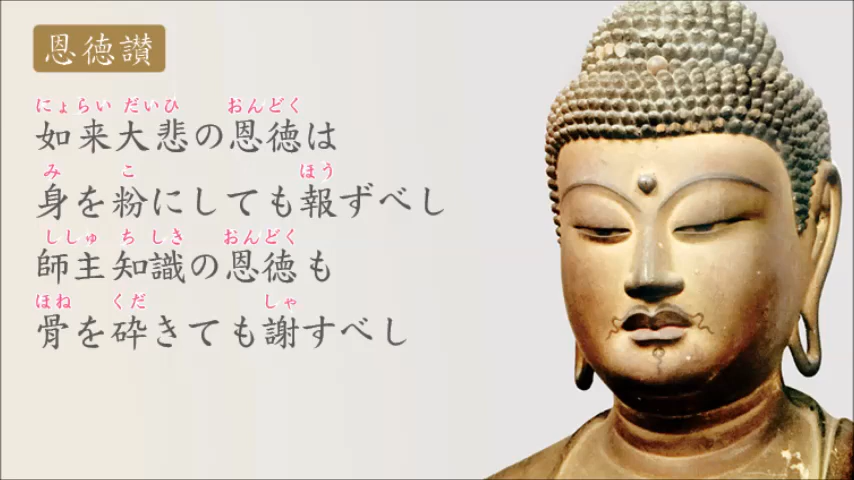 恩徳讃
にょらい だいひ おんどく
如来大悲の恩徳は
み こ ほう
身を粉にしても報ずべし
ししゅ ち しき おんどく
師主知識の恩徳も
ほね くだ しゃ
骨を砕きても謝すべし